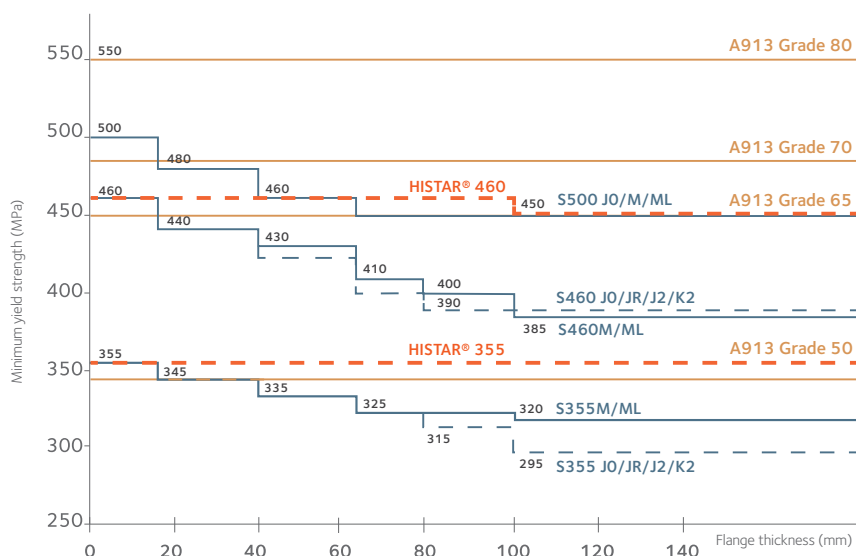 550
550
A913 Grade 80
500
500
480
A913 Grade 70
460
460
HISTAR® 460
450
S500 J0/M/ML
A913 Grade 65
450
440
430
410
400
400
390
S460 J0/JR/J2/K2
385
S460M/ML
350
355
345
HISTAR® 355
A913 Grade 50
335
325
320
S355M/ML
315
300
295
S355 J0/JR/J2/K2
250
Minimum yield strength (MPa)
0
20
40
60
80
100
120
140
Flange thickness (mm)